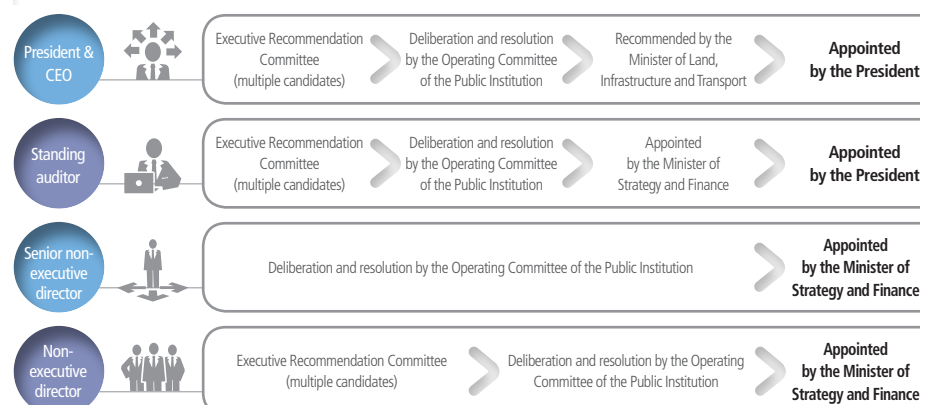 President &
CEO
Executive Recommendation
Committee
(multiple candidates)
Deliberation and resolution
by the Operating Committee
of the Public Institution
Recommended by the
Minister of Land,
Infrastructure and Transport
Appointed
by the President
Standing
auditor
Executive Recommendation
Committee
(multiple candidates)
Deliberation and resolution
by the Operating Committee
of the Public Institution
Appointed
by the Minister of
Strategy and Finance
Appointed
by the President
Senior non-
executive
director
Deliberation and resolution by the Operating Committee of the Public Institution
Appointed
by the Minister of
Strategy and Finance
Non-
executive
director
Executive Recommendation Committee
(multiple candidates)
Deliberation and resolution by the Operating
Committee of the Public Institution
Appointed
by the Minister of
Strategy and Finance